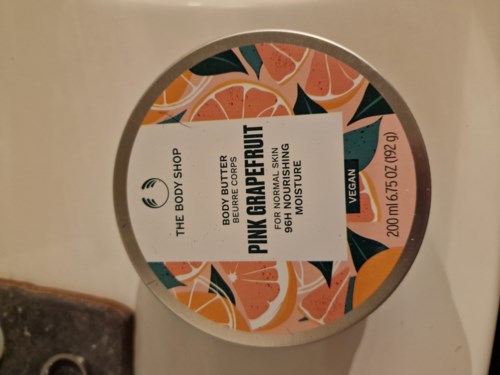 THE BODY SHOP
BODY BUTTER
BEURRE CORPS
PINK GRAPEFRUIT
FOR NORMAL SKIN
96H NOURISHING
MOISTURE
VEGAN
200 ml 6.75 OZ (192 g)